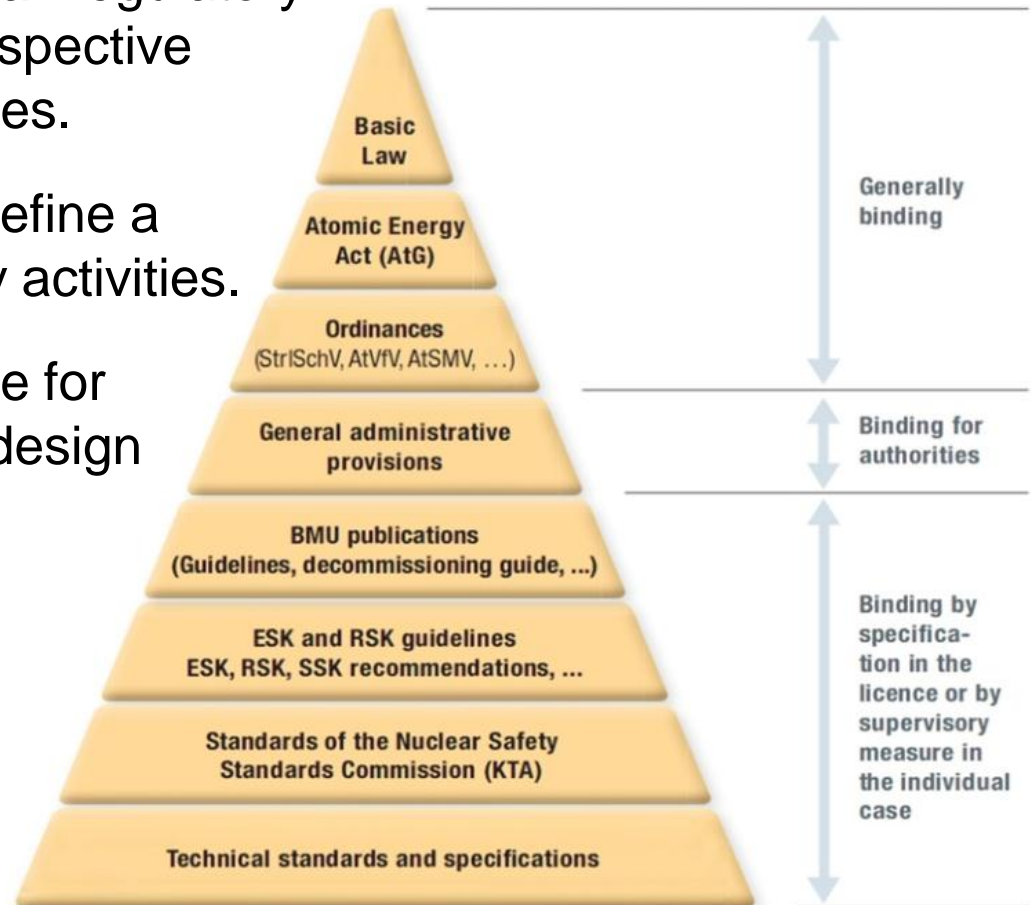 spective
es.
efine a
activities.
e for
design
Basic
Law
Atomic Energy
Act (AtG)
Ordinances
(StrlSchV, AtVfV, AtSMV, ...)
General administrative
provisions
BMU publications
(Guidelines, decommissioning guide, ...)
ESK and RSK guidelines
ESK, RSK, SSK recommendations, ...
Standards of the Nuclear Safety
Standards Commission (KTA)
Technical standards and specifications
Generally
binding
Binding for
authorities
Binding by
specifica-
tion in the
licence or by
supervisory
measure in
the individual
case